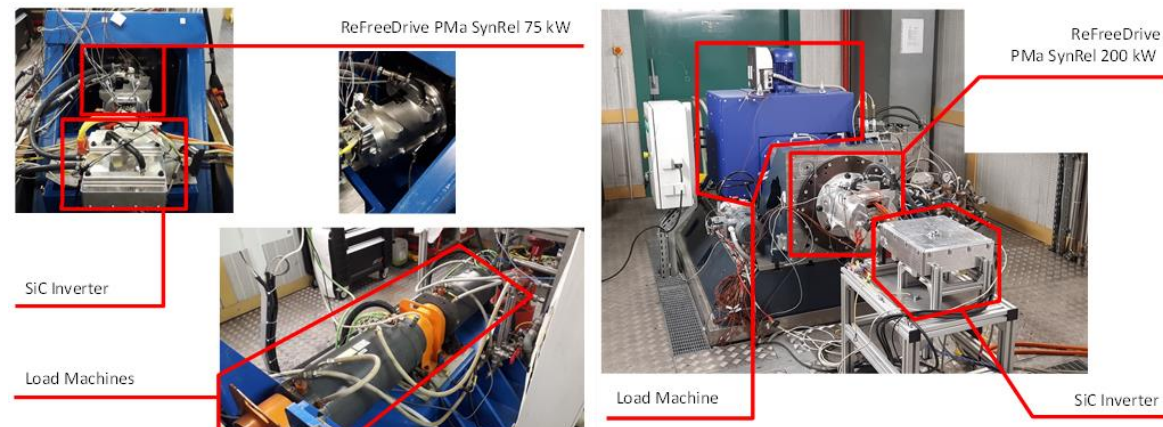 ReFreeDrive PMa SynRel 75 kW
SiC Inverter
Load Machines
ReFreeDrive
PMa SynRel 200 kW
Load Machine
SiC Inverter